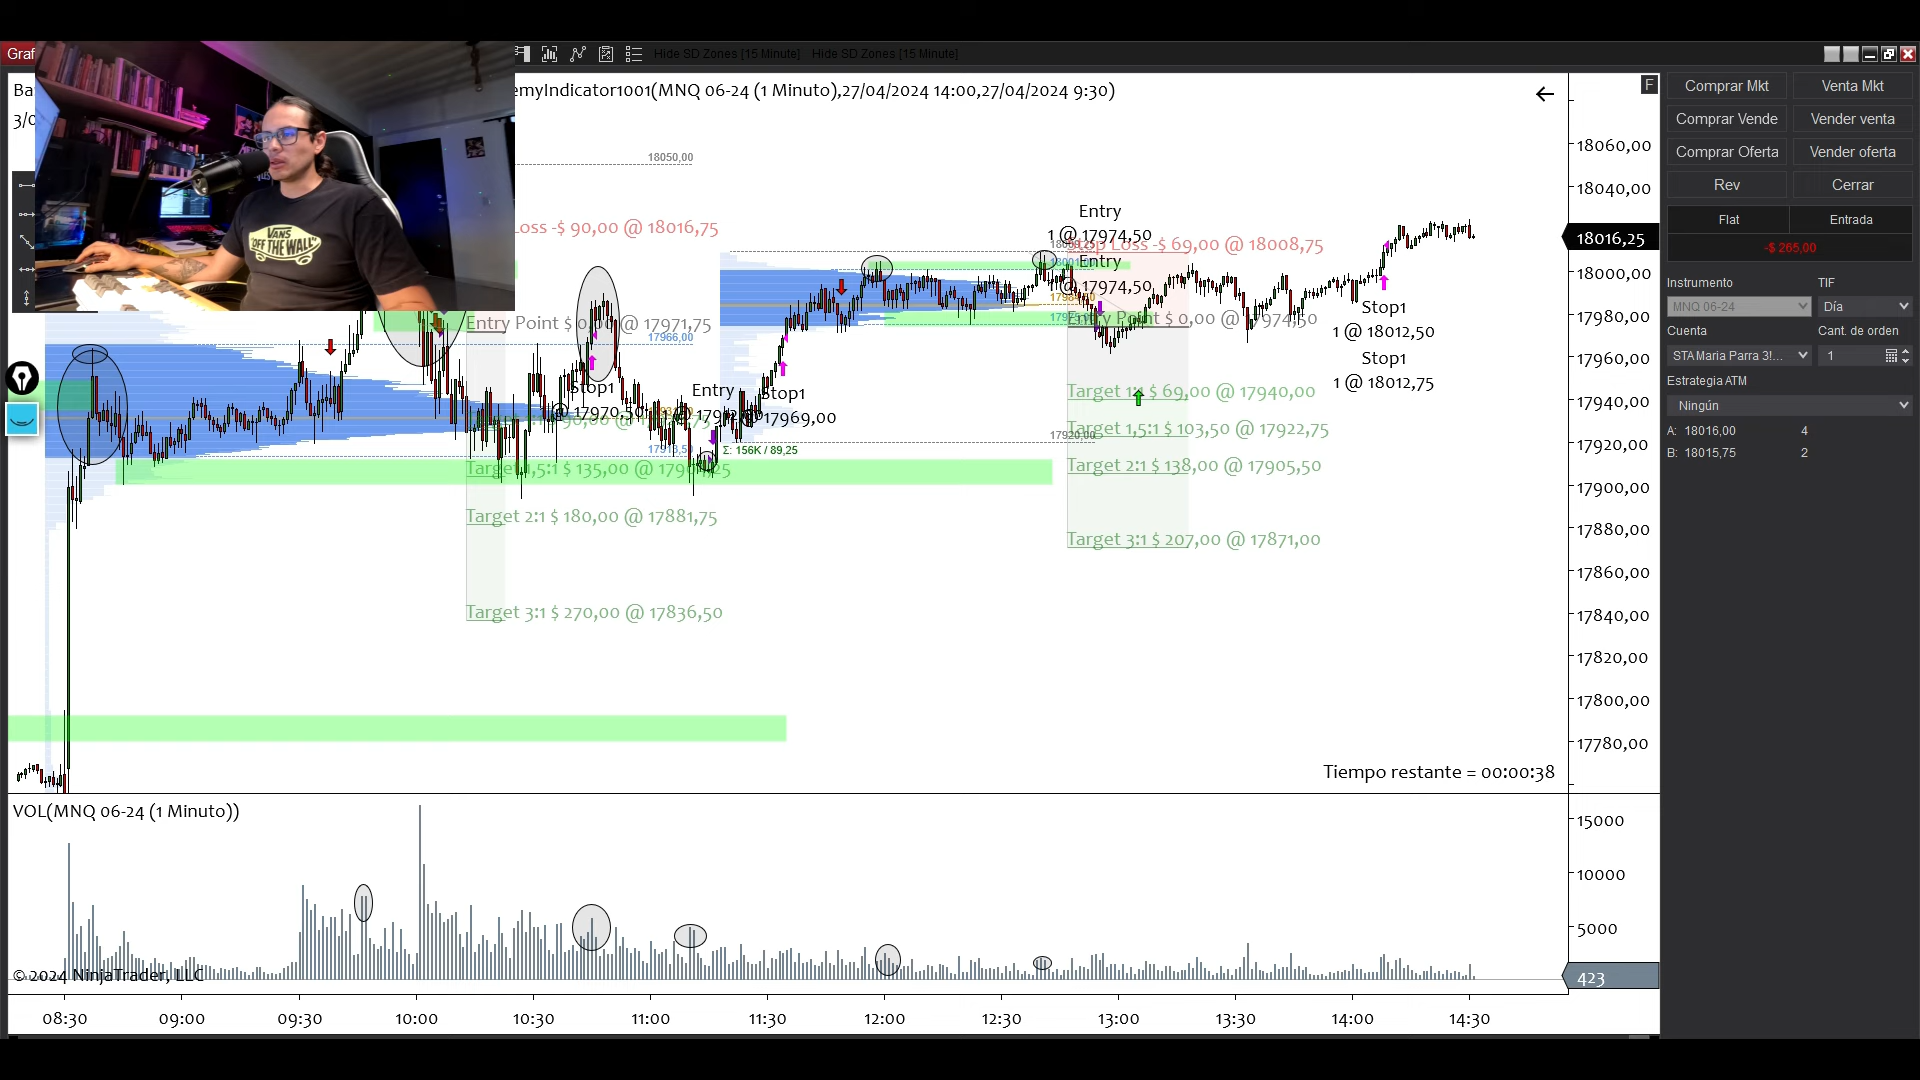 Graf
Hide SD Zones [15 Minute]
Hide SD Zones [15 Minute]
Ba
emyIndicator1001(MNQ 06-24 (1 Minuto),27/04/2024 14:00,27/04/2024 9:30)
3/0
F
VANS
"OFF THE WALL"
18050,00
Loss -$ 90,00 @ 18016,75
Entry Point $ 0,00 @ 17971,75
17966,00
Stop1
1 @ 17970,50
Entry
Stop1
1 @ 17969,00
17913,50
Σ: 156K / 89,25
Target 1,5:1 $ 135,00 @
Target 2:1 $ 180,00 @ 17881,75
Target 3:1 $ 270,00 @ 17836,50
Entry
1 @ 17974,50
Stop Loss -$ 69,00 @ 18008,75
Entry
1 @ 17974,50
Entry Point $ 0,00 @ 17974,50
Target 1:1 $ 69,00 @ 17940,00
17920,00
Target 1,5:1 $ 103,50 @ 17922,75
Target 2:1 $ 138,00 @ 17905,50
Target 3:1 $ 207,00 @ 17871,00
Stop1
1 @ 18012,50
Stop1
1 @ 18012,75
Tiempo restante = 00:00:38
18060,00
18040,00
18016,25
18000,00
17980,00
17960,00
17940,00
17920,00
17900,00
17880,00
17860,00
17840,00
17820,00
17800,00
17780,00
VOL(MNQ 06-24 (1 Minuto))
15000
10000
5000
423
© 2024 NinjaTrader, LLC
08:30
09:00
09:30
10:00
10:30
11:00
11:30
12:00
12:30
13:00
13:30
14:00
14:30
Comprar Mkt
Venta Mkt
Comprar Vende
Vender venta
Comprar Oferta
Vender oferta
Rev
Cerrar
Flat
Entrada
-$ 265,00
Instrumento
TIF
MNQ 06-24
Día
Cuenta
Cant. de orden
STAMaria Parra 3!...
1
Estrategia ATM
Ningún
A: 18016,00 4
B: 18015,75 2